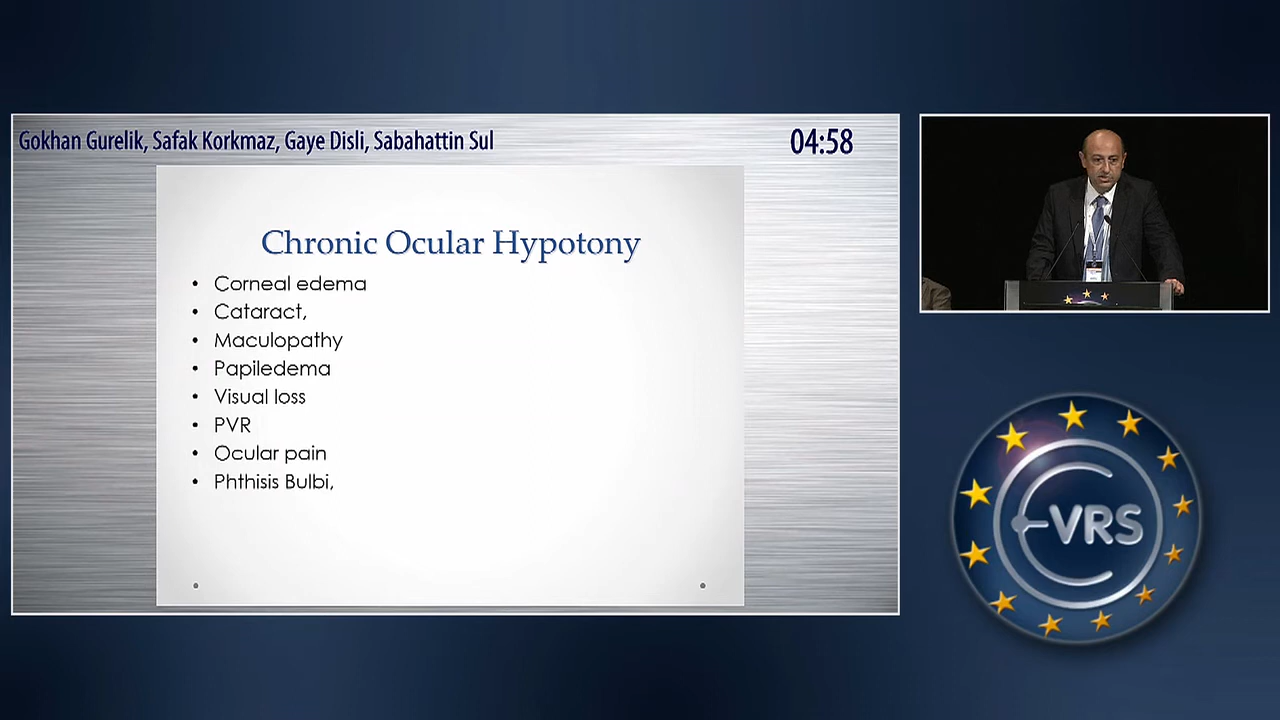 Gokhan Gurelik, Safak Korkmaz, Gaye Disli, Sabahattin Sul
04:58
Chronic Ocular Hypotony
• Corneal edema
• Cataract,
• Maculopathy
• Papiledema
• Visual loss
• PVR
• Ocular pain
• Phthisis Bulbi,
EVRS